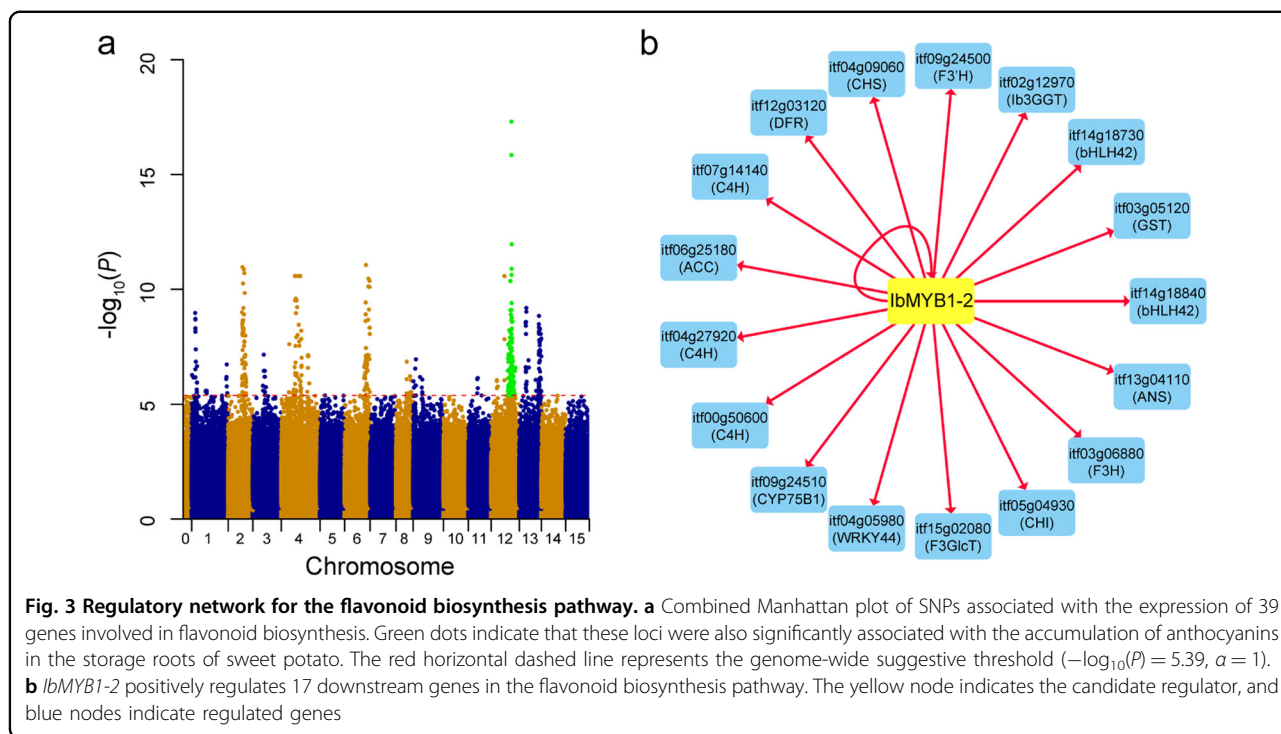 a
20
15
10
5
0
-log10(P)
0 1 2 3 4 5 6 7 8 9 10 11 12 13 14 15
Chromosome
b
itf09g24500
(F3'H)
itf04g09060
(CHS)
itf02g12970
(Ib3GGT)
itf12g03120
(DFR)
itf14g18730
(bHLH42)
itf07g14140
(C4H)
itf03g05120
(GST)
itf06g25180
(ACC)
IbMYB1-2
itf14g18840
(bHLH42)
itf04g27920
(C4H)
itf13g04110
(ANS)
itf00g50600
(C4H)
itf03g06880
(F3H)
itf09g24510
(CYP75B1)
itf05g04930
(CHI)
itf04g05980
(WRKY44)
itf15g02080
(F3GlcT)
Fig. 3 Regulatory network for the flavonoid biosynthesis pathway. a Combined Manhattan plot of SNPs associated with the expression of 39
genes involved in flavonoid biosynthesis. Green dots indicate that these loci were also significantly associated with the accumulation of anthocyanins
in the storage roots of sweet potato. The red horizontal dashed line represents the genome-wide suggestive threshold (−log10(P) = 5.39, α = 1).
b IbMYB1-2 positively regulates 17 downstream genes in the flavonoid biosynthesis pathway. The yellow node indicates the candidate regulator, and
blue nodes indicate regulated genes